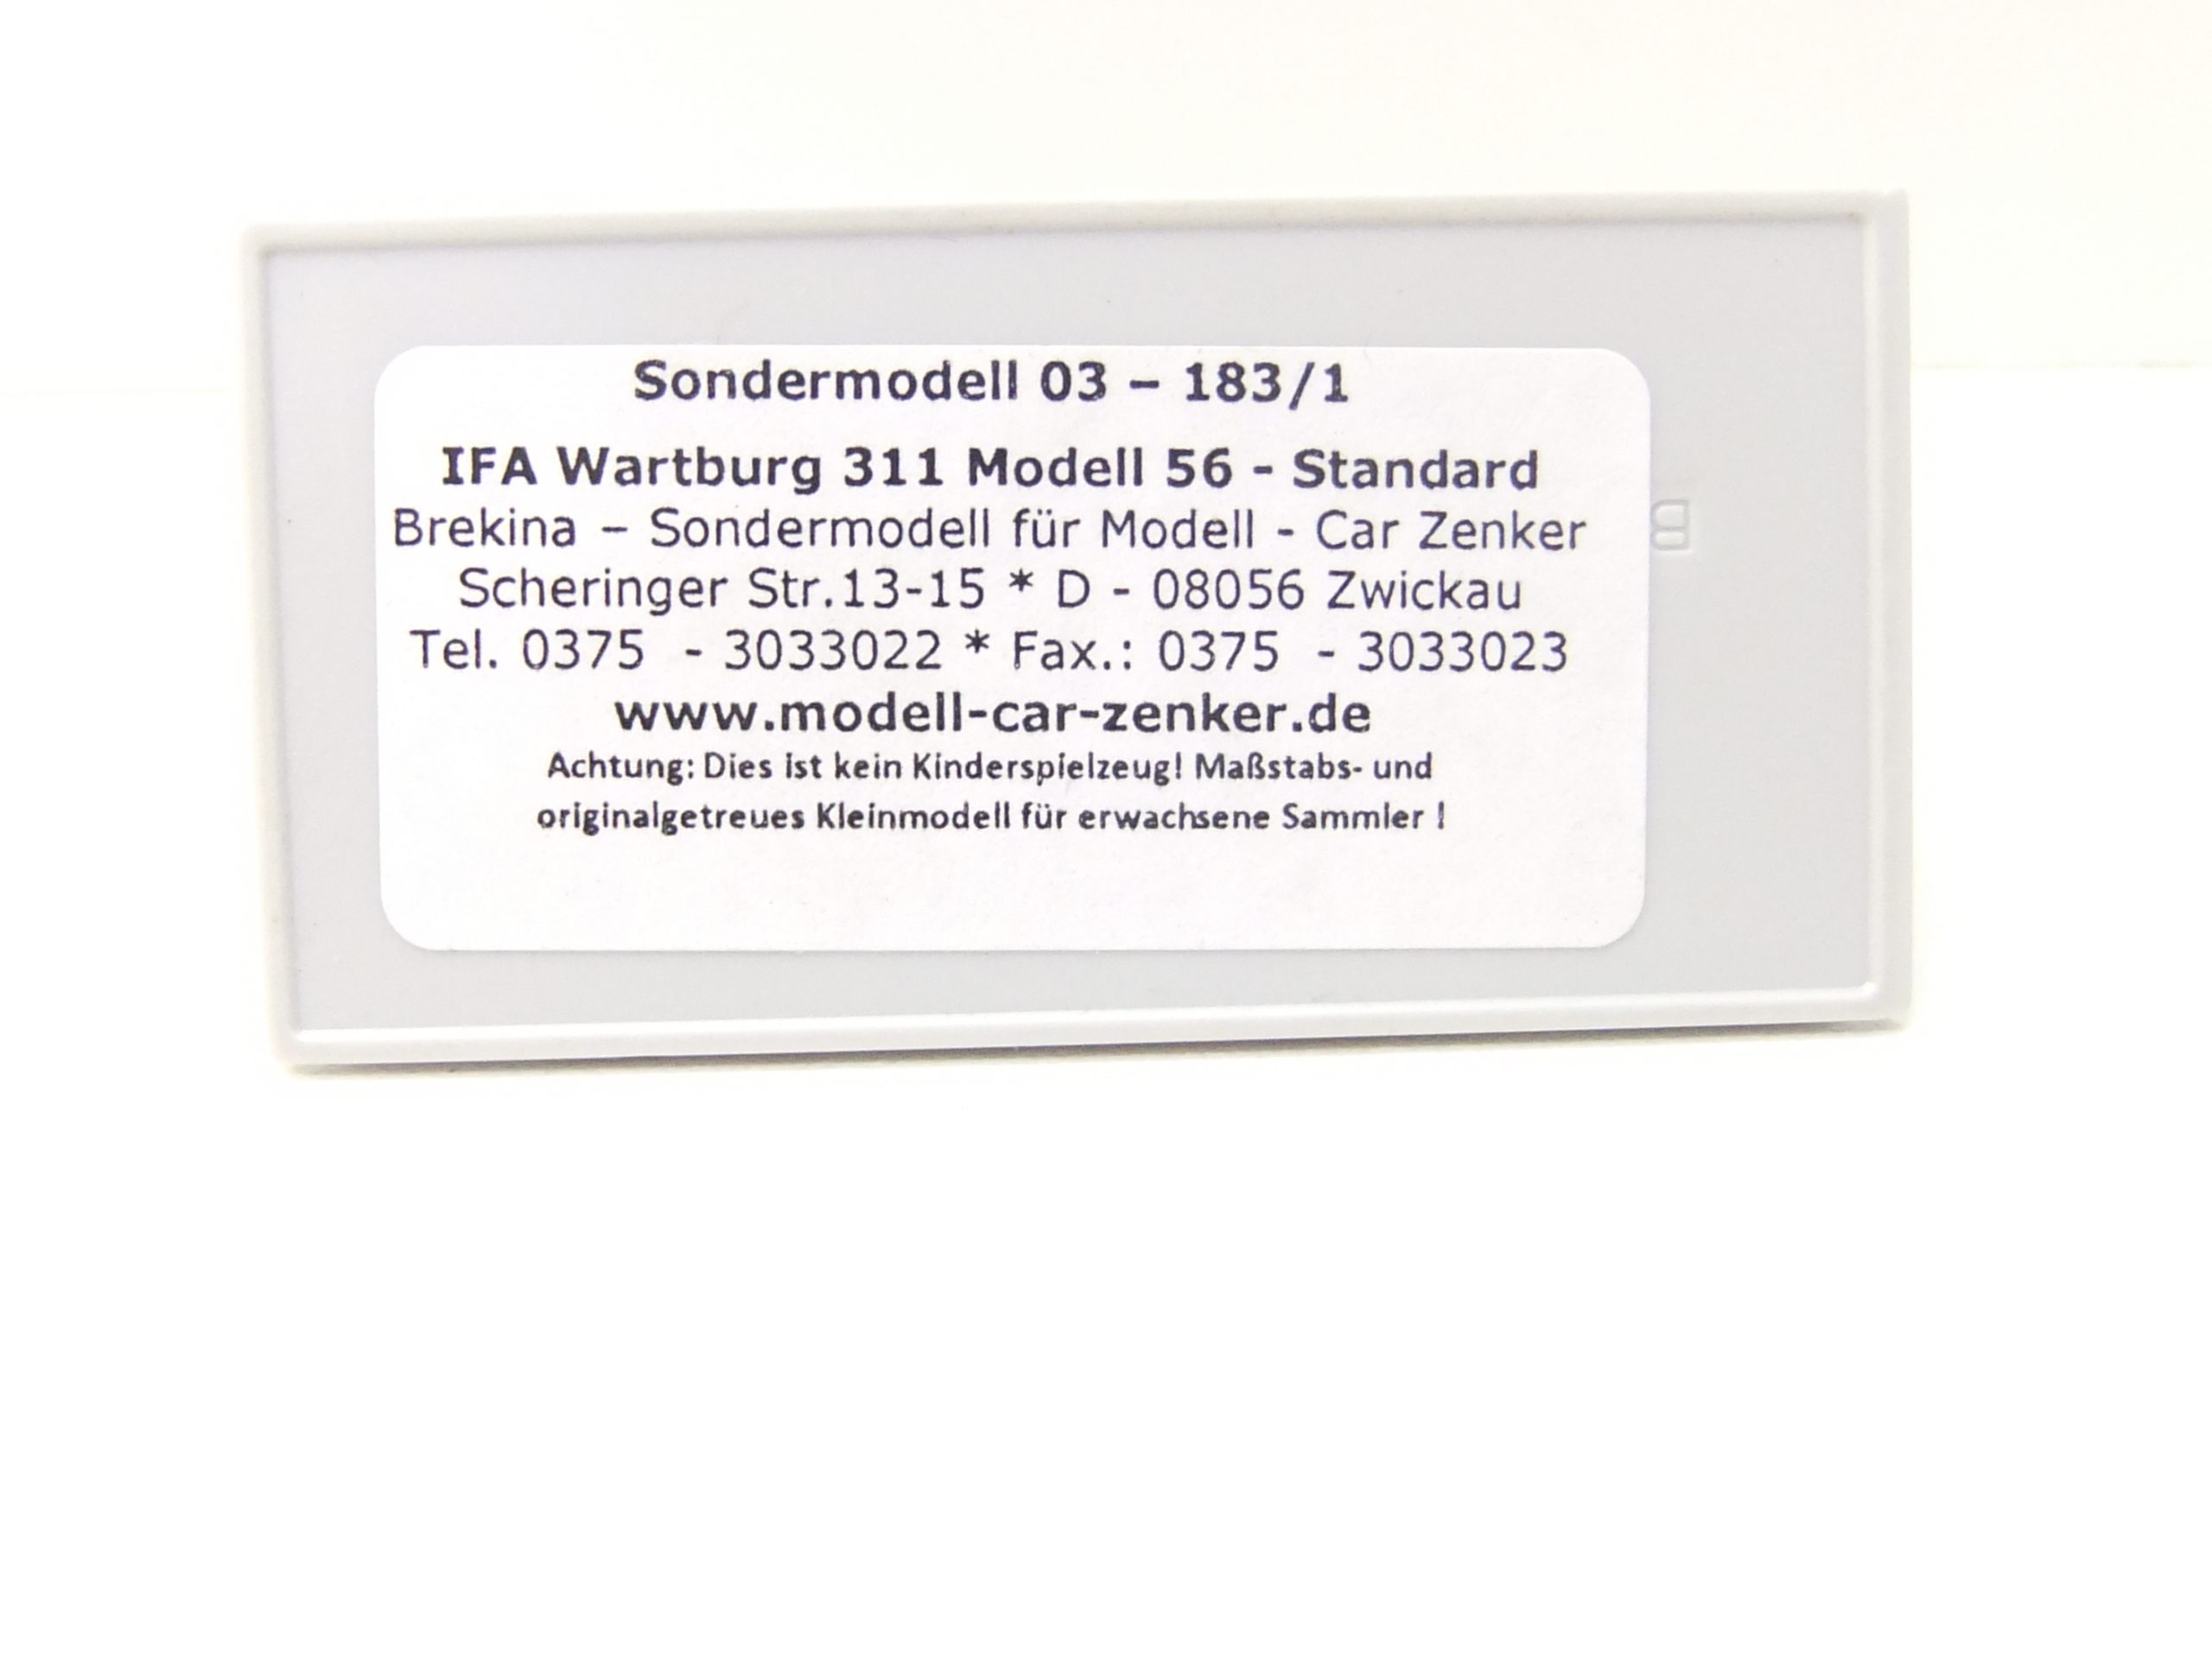 Sondermodell 03 – 183/1
IFA Wartburg 311 Modell 56 - Standard
Brekina – Sondermodell für Modell - Car Zenker
Scheringer Str.13-15 * D - 08056 Zwickau
Tel. 0375 - 3033022 * Fax.: 0375 - 3033023
www.modell-car-zenker.de
Achtung: Dies ist kein Kinderspielzeug! Maßstabs- und
originalgetreues Kleinmodell für erwachsene Sammler !